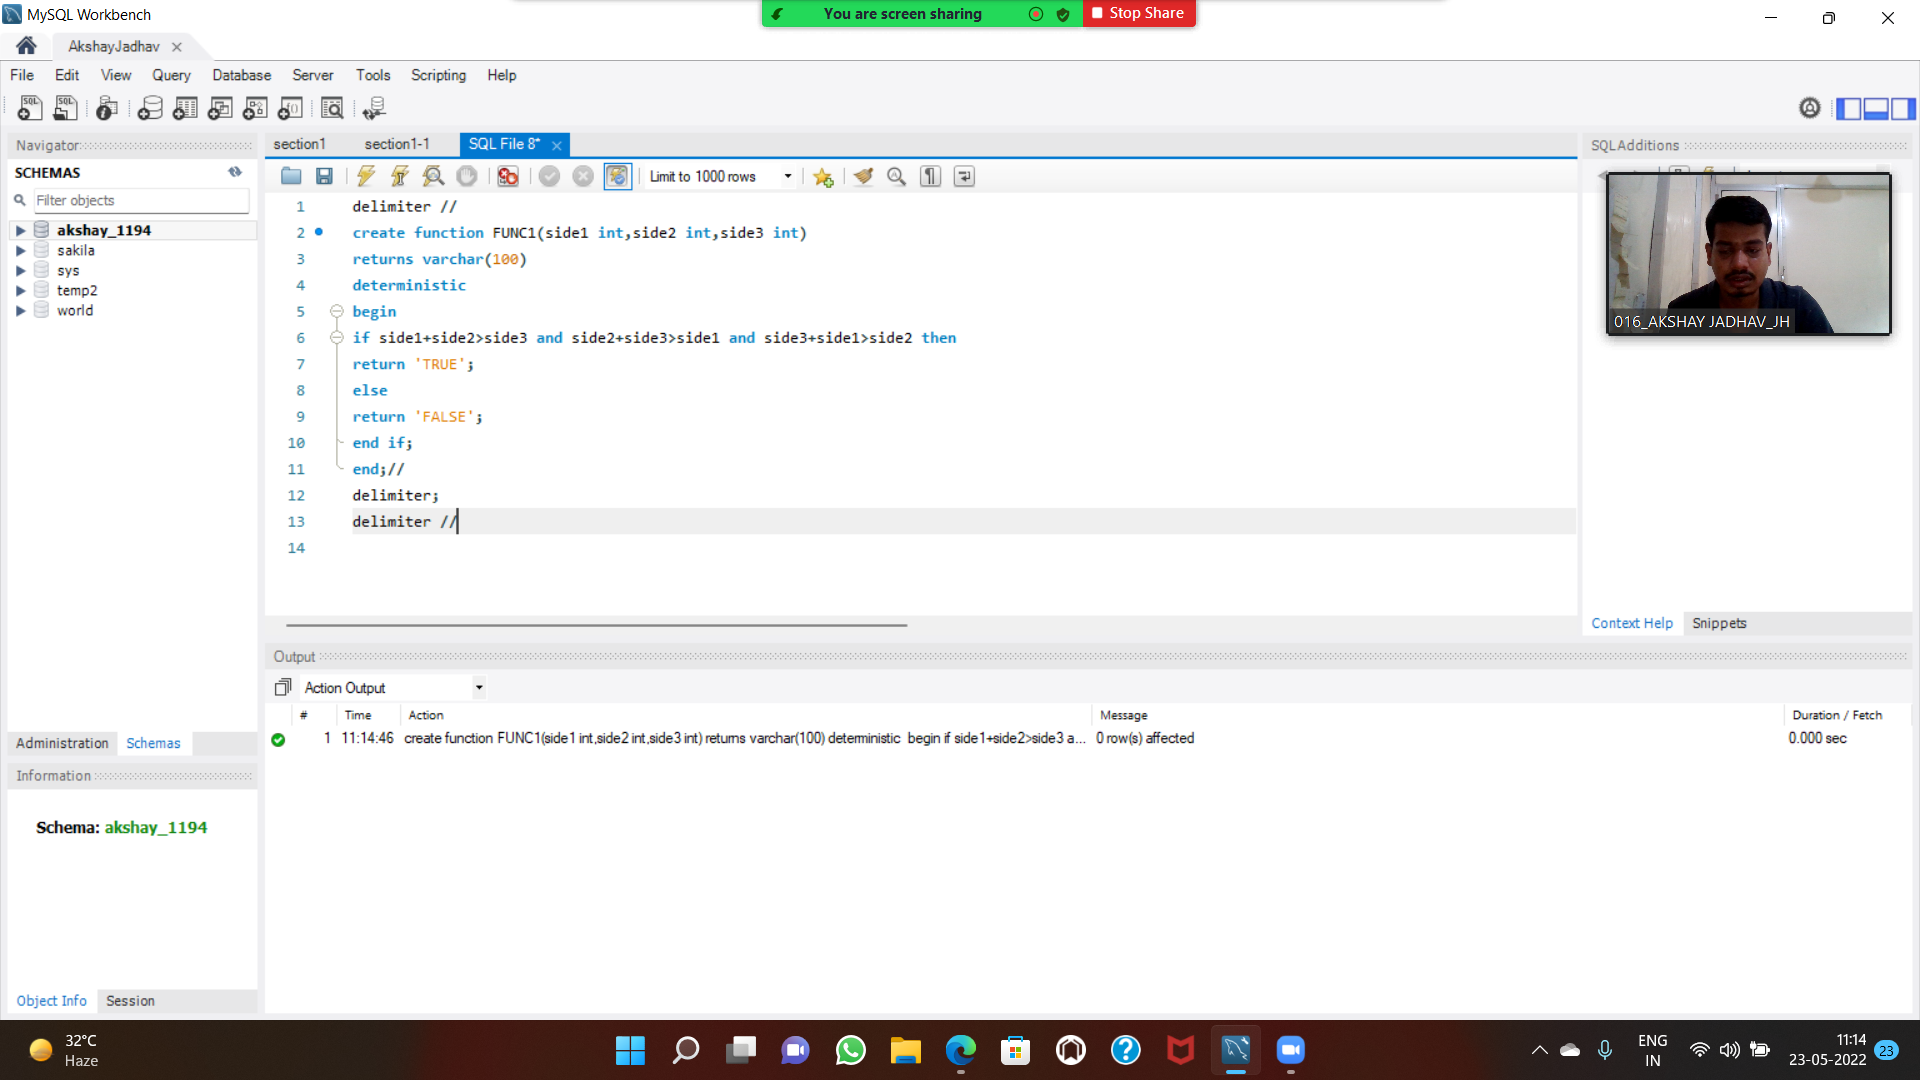 MySQL Workbench
You are screen sharing
Stop Share
AkshayJadhav
File Edit View Query Database Server Tools Scripting Help
Navigator
section1 section1-1 SQL File 8*
SQLAdditions
SCHEMAS
Limit to 1000 rows
Filter objects
akshay_1194
sakila
sys
temp2
world
1 delimiter //
2 create function FUNC1(side1 int,side2 int,side3 int)
3 returns varchar(100)
4 deterministic
5 begin
6 if side1+side2>side3 and side2+side3>side1 and side3+side1>side2 then
7 return 'TRUE';
8 else
9 return 'FALSE';
10 end if;
11 end;//
12 delimiter;
13 delimiter //
14
016_AKSHAY JADHAV_JH
Context Help Snippets
Output
Action Output
# Time Action Message Duration / Fetch
1 11:14:46 create function FUNC1(side1 int,side2 int,side3 int) returns varchar(100) deterministic begin if side1+side2>side3 a... 0 row(s) affected 0.000 sec
Administration Schemas
Information
Schema: akshay_1194
Object Info Session
32°C
Haze
ENG
IN
11:14
23-05-2022
23